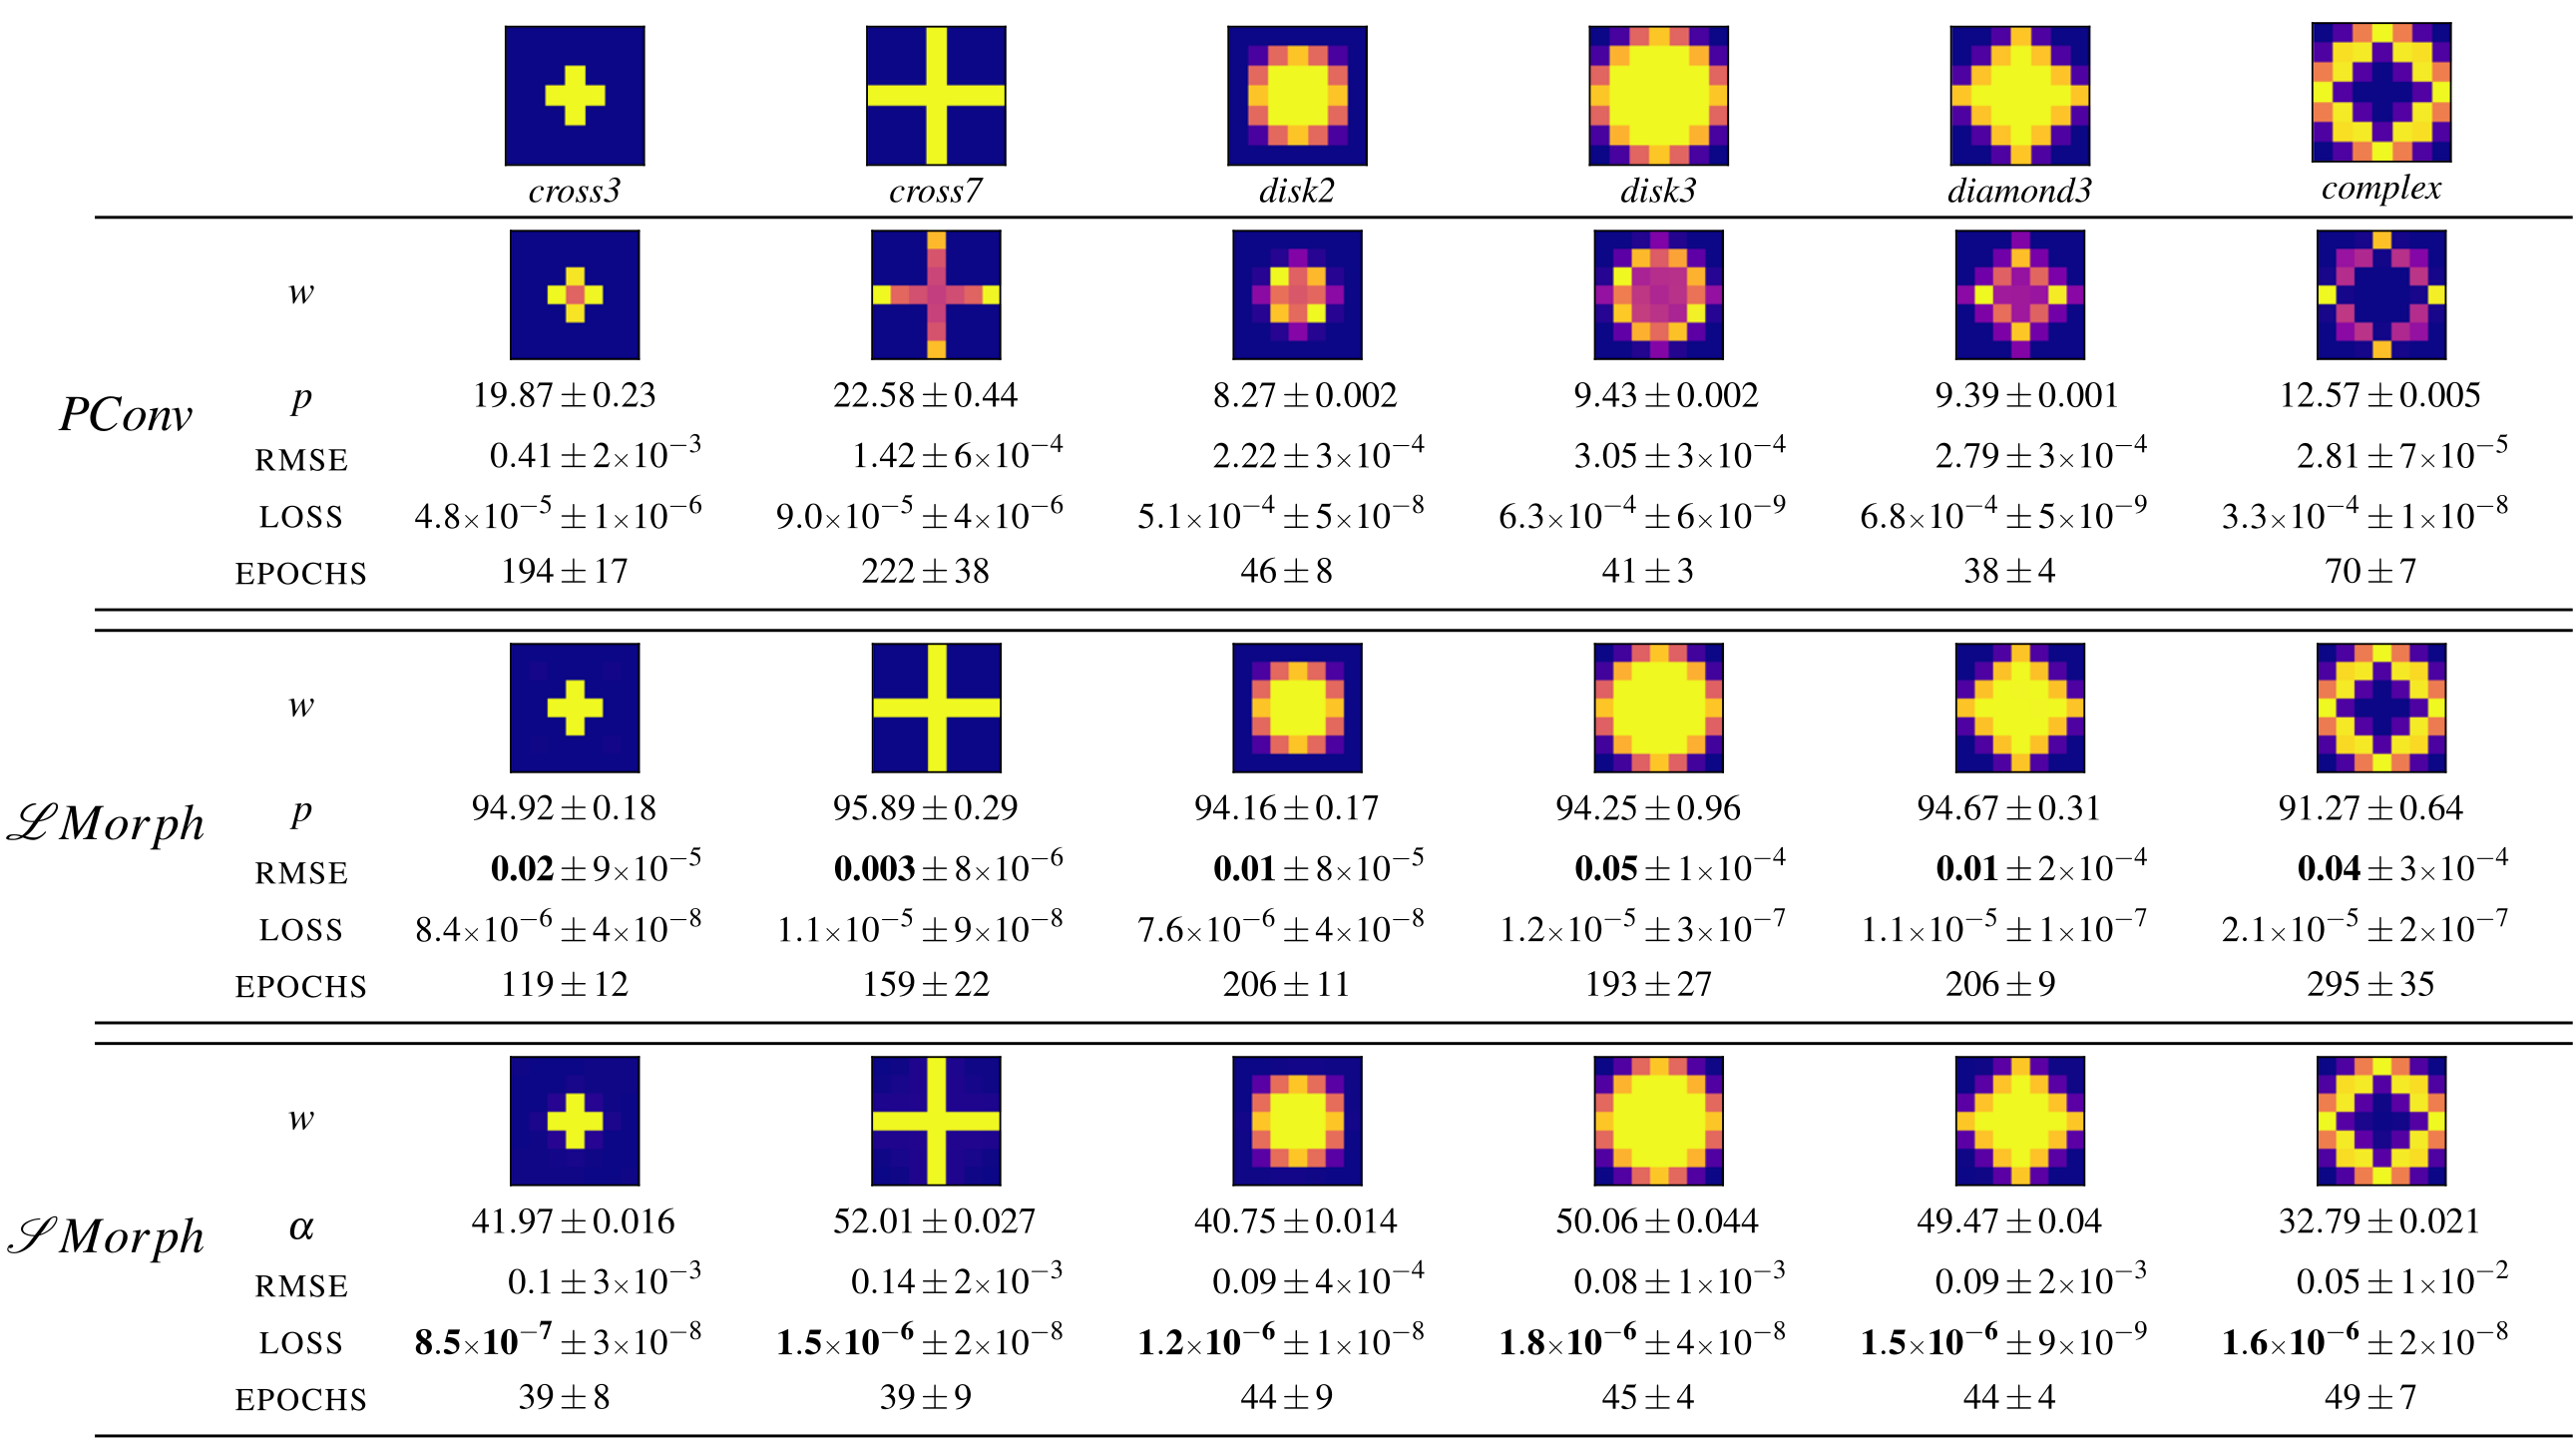 cross3 cross7 disk2 disk3 diamond3 complex
w
PConv
p 19.87 ± 0.23 22.58 ± 0.44 8.27 ± 0.002 9.43 ± 0.002 9.39 ± 0.001 12.57 ± 0.005
RMSE 0.41 ± 2×10⁻³ 1.42 ± 6×10⁻⁴ 2.22 ± 3×10⁻⁴ 3.05 ± 3×10⁻⁴ 2.79 ± 3×10⁻⁴ 2.81 ± 7×10⁻⁵
LOSS 4.8×10⁻⁵ ± 1×10⁻⁶ 9.0×10⁻⁵ ± 4×10⁻⁶ 5.1×10⁻⁴ ± 5×10⁻⁸ 6.3×10⁻⁴ ± 6×10⁻⁹ 6.8×10⁻⁴ ± 5×10⁻⁹ 3.3×10⁻⁴ ± 1×10⁻⁸
EPOCHS 194 ± 17 222 ± 38 46 ± 8 41 ± 3 38 ± 4 70 ± 7
w
ℒMorph
p 94.92 ± 0.18 95.89 ± 0.29 94.16 ± 0.17 94.25 ± 0.96 94.67 ± 0.31 91.27 ± 0.64
RMSE 0.02 ± 9×10⁻⁵ 0.003 ± 8×10⁻⁶ 0.01 ± 8×10⁻⁵ 0.05 ± 1×10⁻⁴ 0.01 ± 2×10⁻⁴ 0.04 ± 3×10⁻⁴
LOSS 8.4×10⁻⁶ ± 4×10⁻⁸ 1.1×10⁻⁵ ± 9×10⁻⁸ 7.6×10⁻⁶ ± 4×10⁻⁸ 1.2×10⁻⁵ ± 3×10⁻⁷ 1.1×10⁻⁵ ± 1×10⁻⁷ 2.1×10⁻⁵ ± 2×10⁻⁷
EPOCHS 119 ± 12 159 ± 22 206 ± 11 193 ± 27 206 ± 9 295 ± 35
w
𝒮Morph
α 41.97 ± 0.016 52.01 ± 0.027 40.75 ± 0.014 50.06 ± 0.044 49.47 ± 0.04 32.79 ± 0.021
RMSE 0.1 ± 3×10⁻³ 0.14 ± 2×10⁻³ 0.09 ± 4×10⁻⁴ 0.08 ± 1×10⁻³ 0.09 ± 2×10⁻³ 0.05 ± 1×10⁻²
LOSS 8.5×10⁻⁷ ± 3×10⁻⁸ 1.5×10⁻⁶ ± 2×10⁻⁸ 1.2×10⁻⁶ ± 1×10⁻⁸ 1.8×10⁻⁶ ± 4×10⁻⁸ 1.5×10⁻⁶ ± 9×10⁻⁹ 1.6×10⁻⁶ ± 2×10⁻⁸
EPOCHS 39 ± 8 39 ± 9 44 ± 9 45 ± 4 44 ± 4 49 ± 7